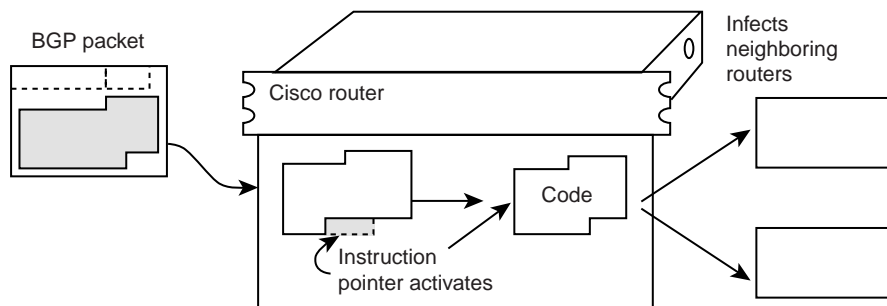 BGP packet
Cisco router
Infects
neighboring
routers
Code
Instruction
pointer activates